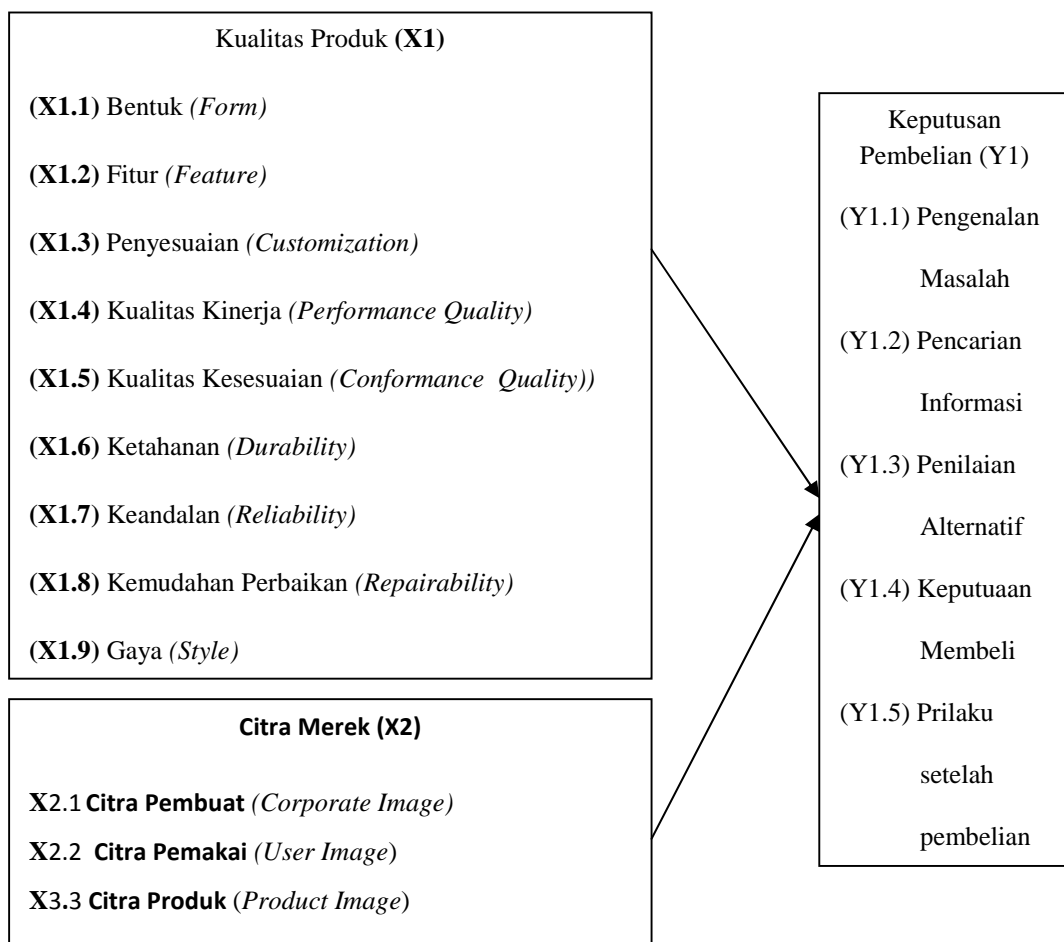 Kualitas Produk (X1)
(X1.1) Bentuk (Form)
(X1.2) Fitur (Feature)
(X1.3) Penyesuaian (Customization)
(X1.4) Kualitas Kinerja (Performance Quality)
(X1.5) Kualitas Kesesuaian (Conformance Quality))
(X1.6) Ketahanan (Durability)
(X1.7) Keandalan (Reliability)
(X1.8) Kemudahan Perbaikan (Repairability)
(X1.9) Gaya (Style)
Citra Merek (X2)
X2.1 Citra Pembuat (Corporate Image)
X2.2 Citra Pemakai (User Image)
X3.3 Citra Produk (Product Image)
Keputusan
Pembelian (Y1)
(Y1.1) Pengenalan
Masalah
(Y1.2) Pencarian
Informasi
(Y1.3) Penilaian
Alternatif
(Y1.4) Keputuaan
Membeli
(Y1.5) Prilaku
setelah
pembelian